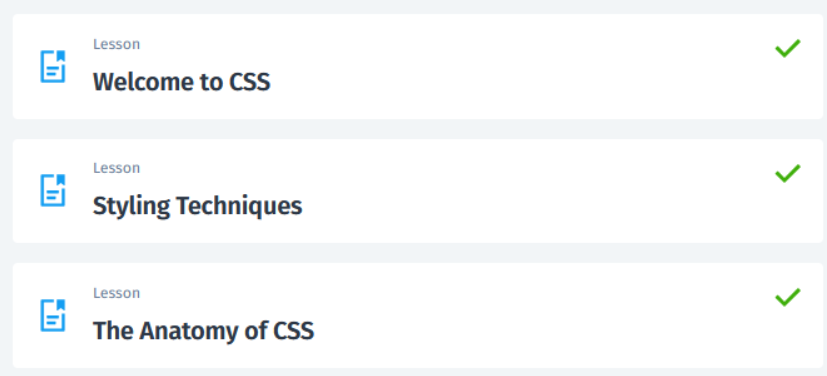 Lesson
Welcome to CSS
Lesson
Styling Techniques
Lesson
The Anatomy of CSS